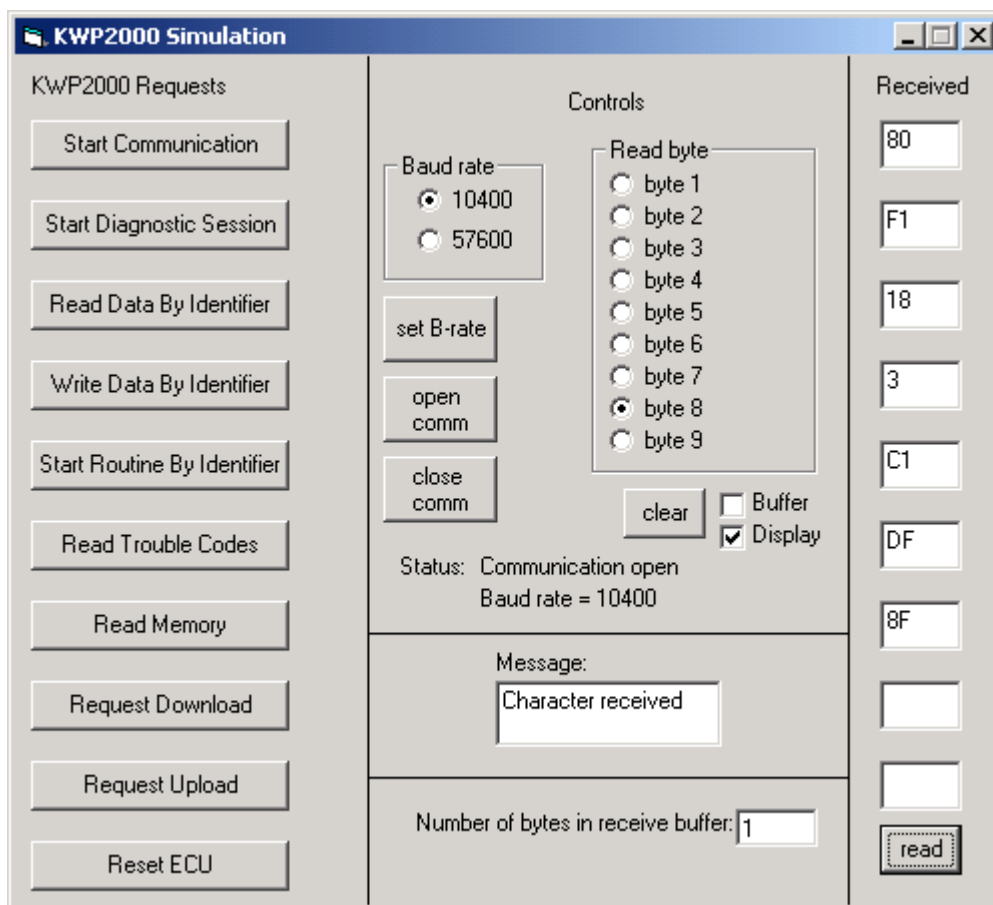 KWP2000 Simulation
KWP2000 Requests
Start Communication
Start Diagnostic Session
Read Data By Identifier
Write Data By Identifier
Start Routine By Identifier
Read Trouble Codes
Read Memory
Request Download
Request Upload
Reset ECU
Controls
Baud rate
10400
57600
set B-rate
open
comm
close
comm
Read byte
byte 1
byte 2
byte 3
byte 4
byte 5
byte 6
byte 7
byte 8
byte 9
clear
Buffer
Display
Status: Communication open
Baud rate = 10400
Message:
Character received
Number of bytes in receive buffer: 1
Received
80
F1
18
3
C1
DF
8F
read